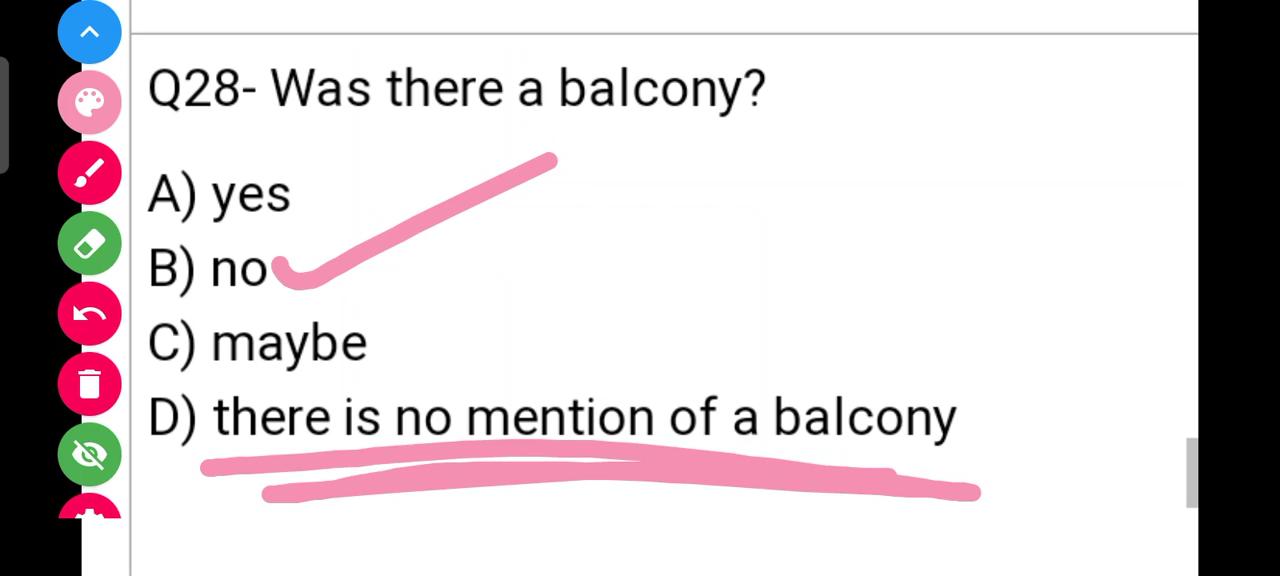 Q28- Was there a balcony?
A) yes
B) no
C) maybe
D) there is no mention of a balcony